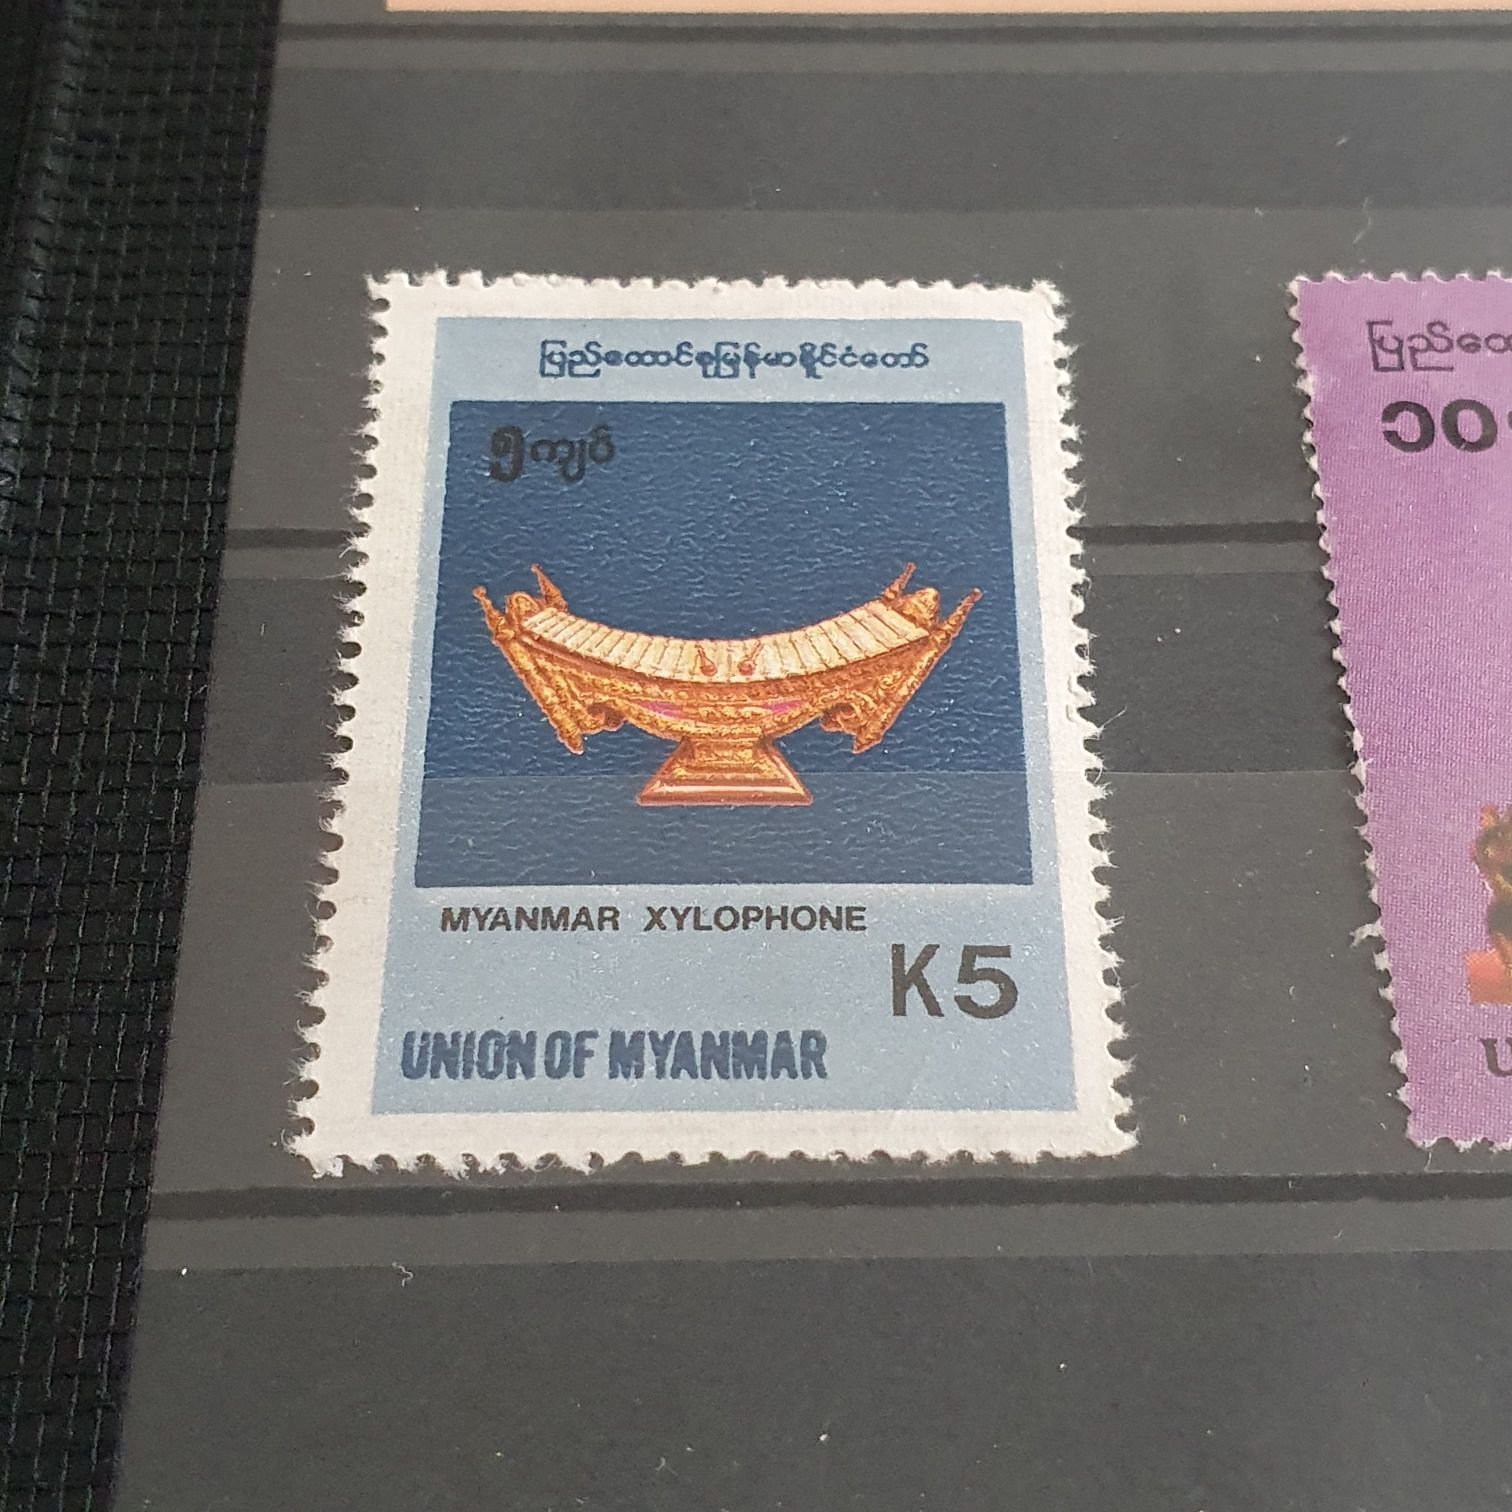 ပြည်ထောင်စုမြန်မာနိုင်ငံတော်
၅ကျပ်
MYANMAR XYLOPHONE
K5
UNION OF MYANMAR